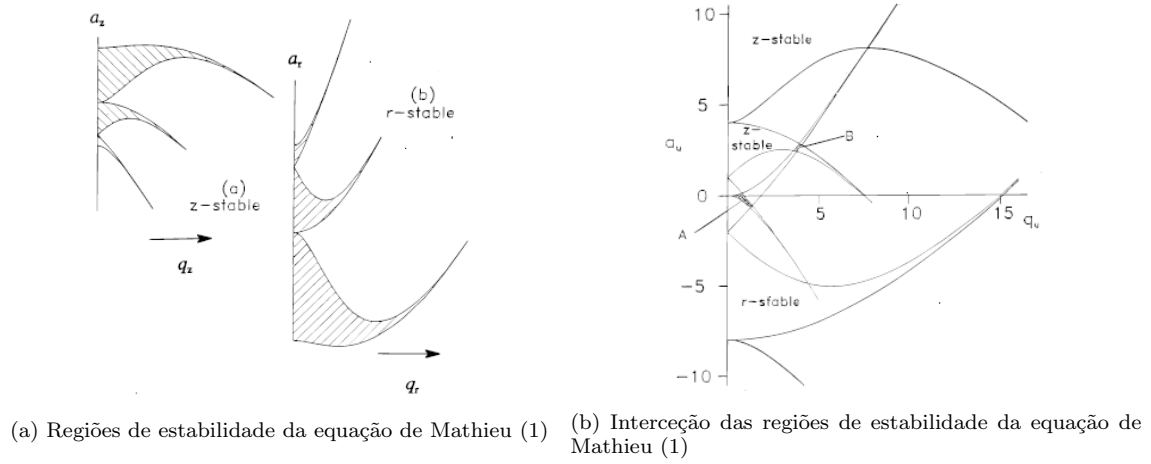 a_z
(a)
z-stable
q_z
a_r
(b)
r-stable
q_r
10
z-stable
5
z-
stable
B
a_u
0
5
10
15
q_u
A
-5
r-sfable
-10
(a) Regiões de estabilidade da equação de Mathieu (1)
(b) Interceção das regiões de estabilidade da equação de
Mathieu (1)